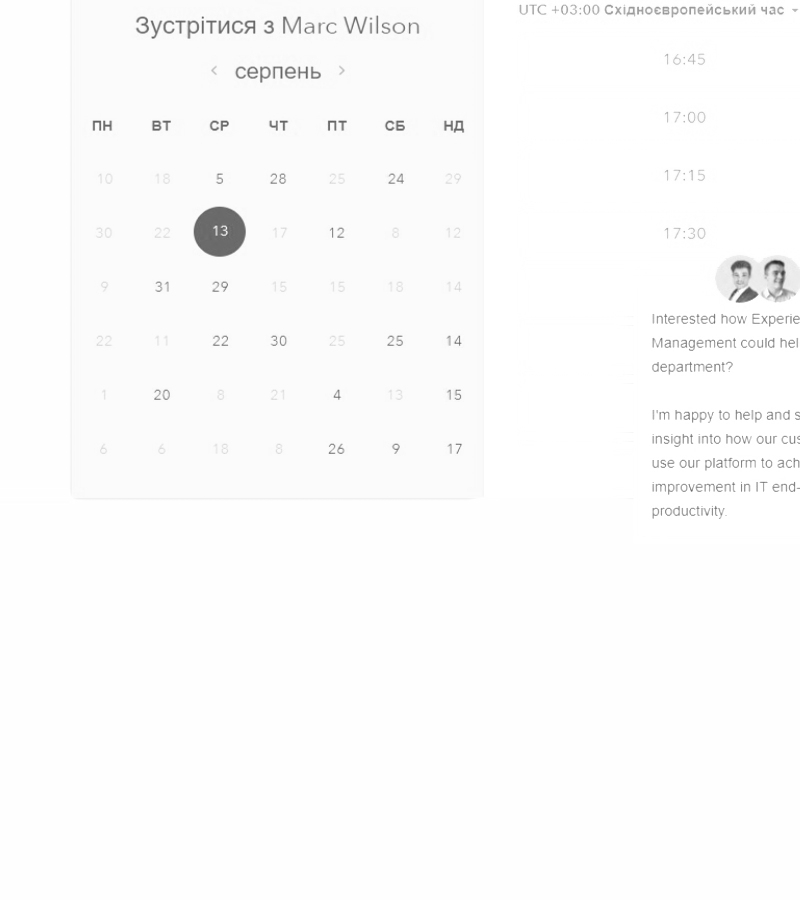 Зустрітися з Marc Wilson
серпень
ПН ВТ СР ЧТ ПТ СБ НД
10 18 5 28 25 24 29
30 22 13 17 12 8 12
9 31 29 15 15 18 14
22 11 22 30 25 25 14
1 20 8 21 4 13 15
6 6 18 8 26 9 17
UTC +03:00 Східноєвропейський час
16:45
17:00
17:15
17:30
Interested how Experie
Management could hel
department?
I'm happy to help and s
insight into how our cus
use our platform to ach
improvement in IT end-
productivity.